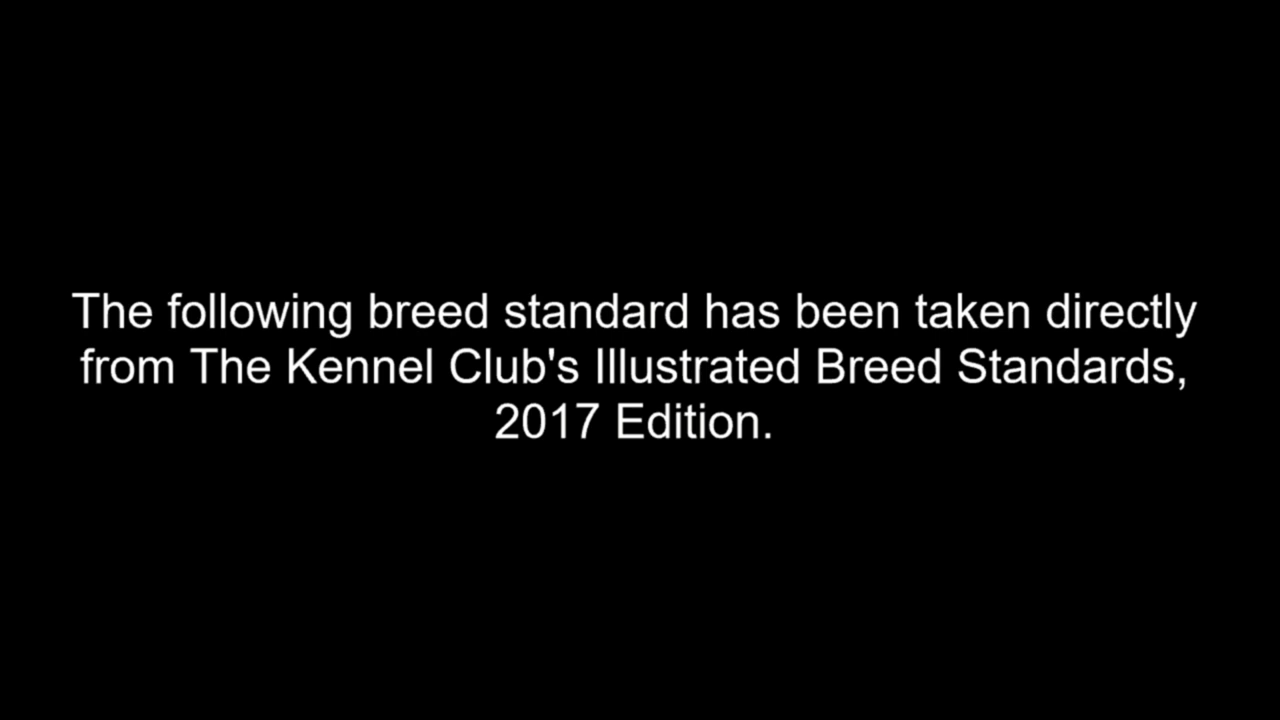 The following breed standard has been taken directly
from The Kennel Club's Illustrated Breed Standards,
2017 Edition.